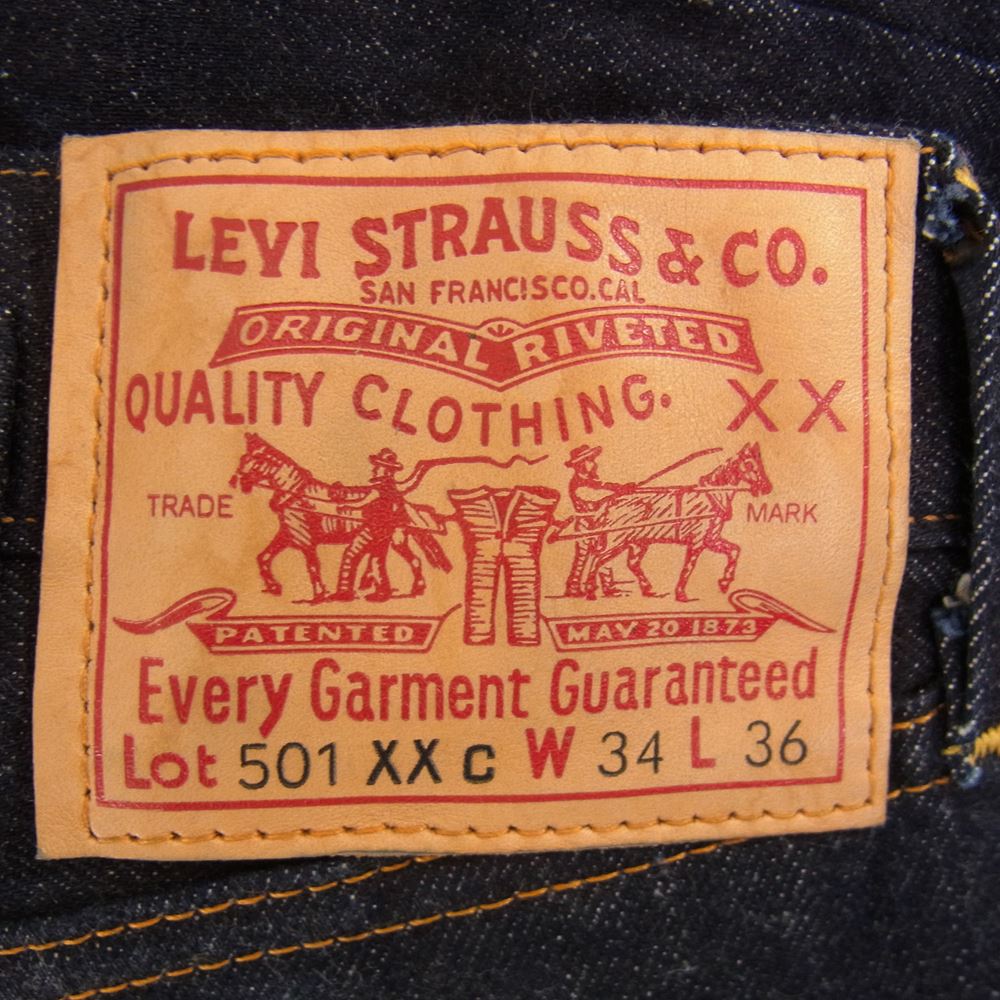 LEVI STRAUSS & CO.
SAN FRANCISCO.CAL
ORIGINAL RIVETED
QUALITY CLOTHING. XX
TRADE MARK
PATENTED MAY 20 1873
Every Garment Guaranteed
Lot 501 XX C W 34 L 36